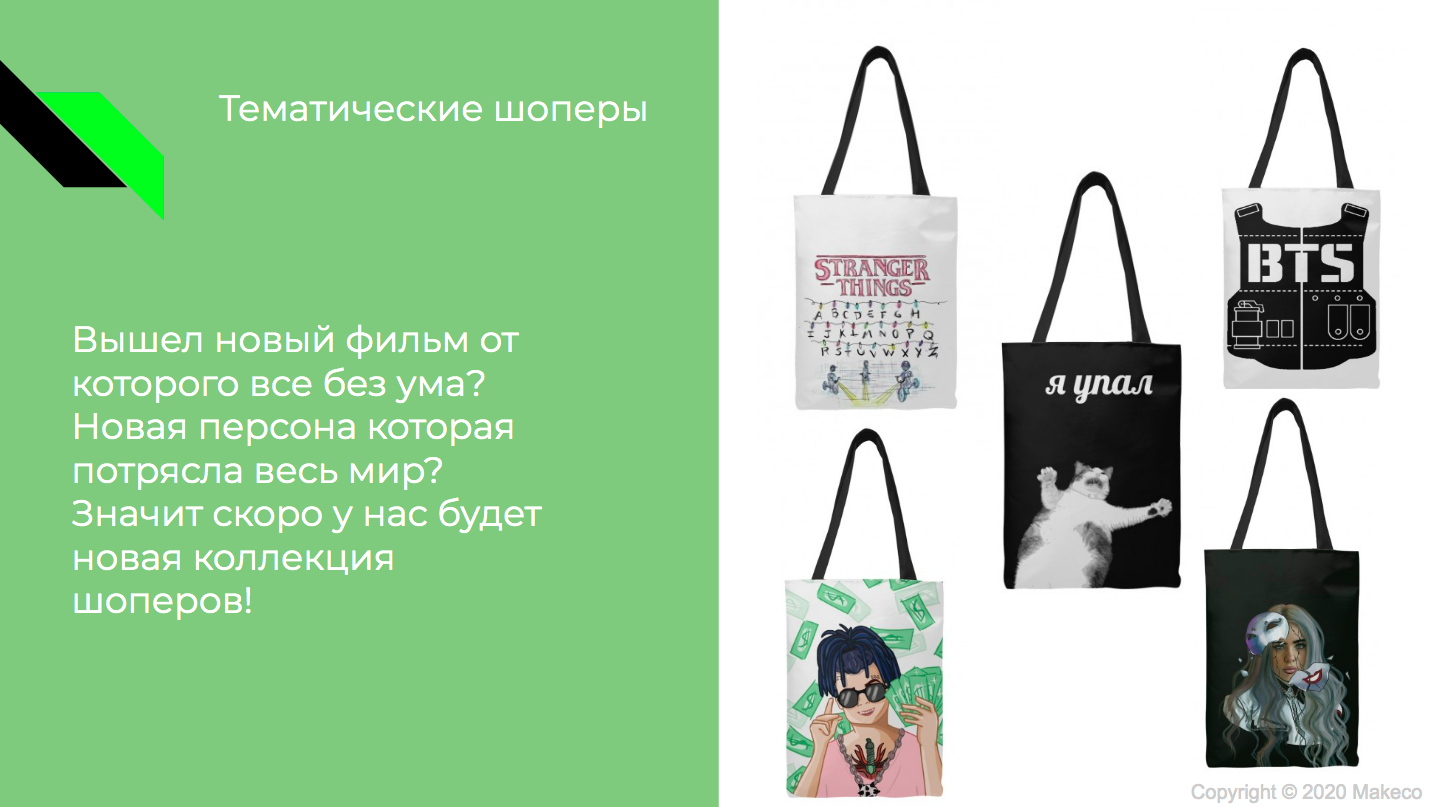 Тематические шоперы
Вышел новый фильм от
которого все без ума?
Новая персона которая
потрясла весь мир?
Значит скоро у нас будет
новая коллекция
шоперов!
STRANGER
THINGS
A B C D E F G H
I J K L M N O P Q
R S T U V W X Y Z
я упал
BTS
Copyright © 2020 Makeco